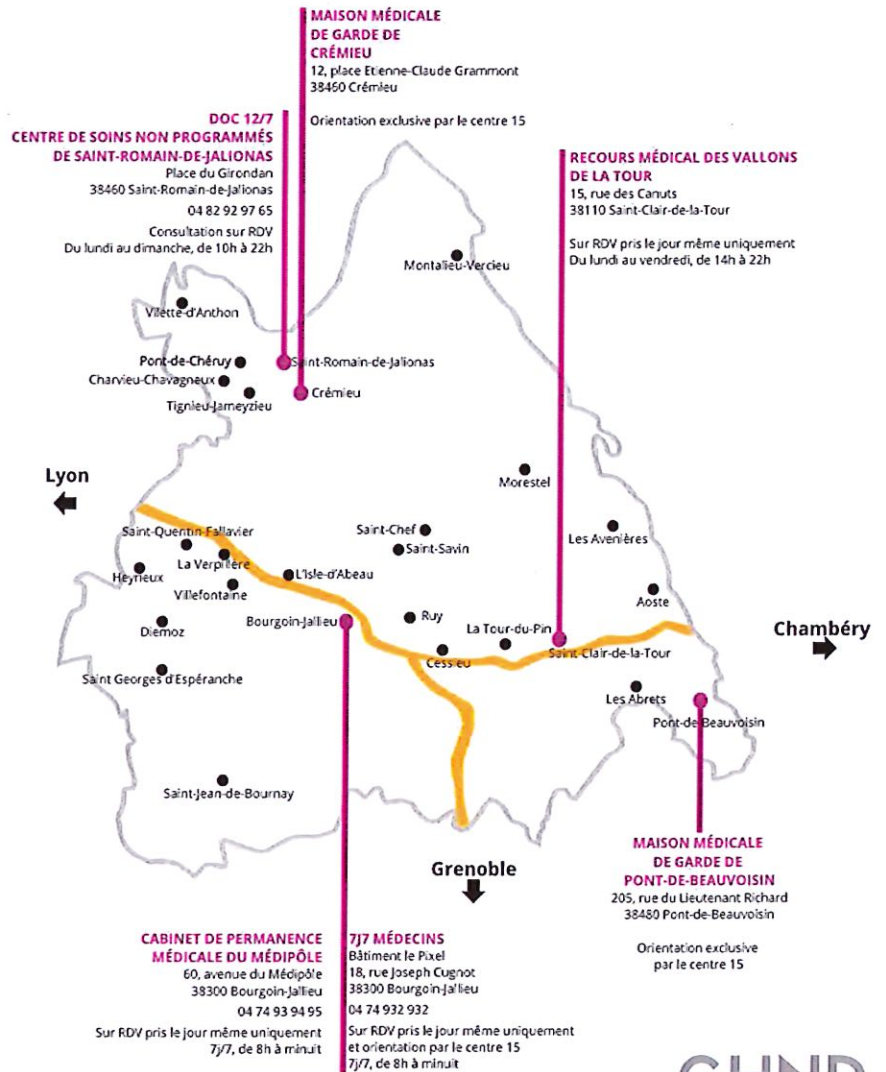 MAISON MÉDICALE
DE GARDE DE
CRÉMIEU
12, place Etienne-Claude Grammont
38460 Crémieu
Orientation exclusive par le centre 15
DOC 12/7
CENTRE DE SOINS NON PROGRAMMÉS
DE SAINT-ROMAIN-DE-JALIONAS
Place du Girondan
38460 Saint-Romain-de-Jalionas
04 82 92 97 65
Consultation sur RDV
Du lundi au dimanche, de 10h à 22h
RECOURS MÉDICAL DES VALLONS
DE LA TOUR
15, rue des Canuts
38110 Saint-Clair-de-la-Tour
Sur RDV pris le jour même uniquement
Du lundi au vendredi, de 14h à 22h
Montalieu-Vercieu
Vilette-d'Anthon
Pont-de-Chéruy
Saint-Romain-de-Jalionas
Charvieu-Chavagneux
Tignieu-Jameyzieu
Crémieu
Lyon
Morestel
Saint-Quentin-Fallavier
Saint-Chef
Les Avenières
Saint-Savin
La Verpillère
Heyrieux
L'Isle-d'Abeau
Villefontaine
Aoste
Bourgoin-Jallieu
Ruy
La Tour-du-Pin
Chambéry
Diemoz
Cessieu
Saint-Clair-de-la-Tour
Saint Georges d'Espéranche
Les Abrets
Pont-de-Beauvoisin
Saint-Jean-de-Bournay
Grenoble
MAISON MÉDICALE
DE GARDE DE
PONT-DE-BEAUVOISIN
205, rue du Lieutenant Richard
38480 Pont-de-Beauvoisin
Orientation exclusive
par le centre 15
CABINET DE PERMANENCE
MÉDICALE DU MÉDIPÔLE
60, avenue du Médipôle
38300 Bourgoin-Jallieu
04 74 93 94 95
Sur RDV pris le jour même uniquement
7j/7, de 8h à minuit
7J7 MÉDECINS
Bâtiment le Pixel
18, rue Joseph Cugnot
38300 Bourgoin-Jallieu
04 74 932 932
Sur RDV pris le jour même uniquement
et orientation par le centre 15
7j/7, de 8h à minuit